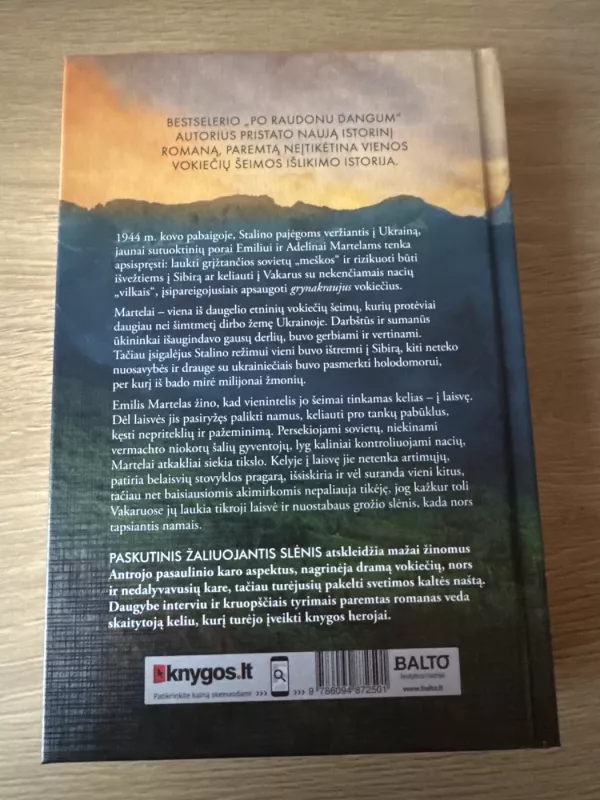 BESTSELERIO „PO RAUDONU DANGUM“
AUTORIUS PRISTATO NAUJĄ ISTORINĮ
ROMANĄ, PAREMTĄ NEĮTIKĖTINA VIENOS
VOKIEČIŲ ŠEIMOS IŠLIKIMO ISTORIJA.
1944 m. kovo pabaigoje, Stalino pajėgoms veržiantis į Ukrainą,
jaunai sutuoktinių porai Emiliui ir Adelinai Martelams tenka
apsispręsti: laukti grįžtančios sovietų „meškos“ ir rizikuoti būti
išvežtiems į Sibirą ar keliauti į Vakarus su nekenčiamais nacių
„vilkais“, įsipareigojusiais apsaugoti grynakraujus vokiečius.
Martelai – viena iš daugelio etninių vokiečių šeimų, kurių protėviai
daugiau nei šimtmetį dirbo žemę Ukrainoje. Darbštūs ir sumanūs
ūkininkai išaugindavo gausų derlių, buvo gerbiami ir vertinami.
Tačiau įsigalėjus Stalino režimui vieni buvo ištremti į Sibirą, kiti neteko
nuosavybės ir drauge su ukrainiečiais buvo pasmerkti holodomorui,
per kurį iš bado mirė milijonai žmonių.
Emilis Martelas žino, kad vienintelis jo šeimai tinkamas kelias – į laisvę.
Dėl laisvės jis pasiryžęs palikti namus, keliauti pro tankų pabūklus,
kęsti nepriteklių ir pažeminimą. Persekiojami sovietų, niekinami
vermachto niokotų šalių gyventojų, lyg kaliniai kontroliuojami nacių,
Martelai atkakliai siekia tikslo. Kelyje į laisvę jie netenka artimųjų,
patiria belaisvių stovyklos pragarą, išsiskiria ir vėl suranda vieni kitus,
tačiau net baisiausiomis akimirkomis nepaliauja tikėję, jog kažkur toli
Vakaruose jų laukia tikroji laisvė ir nuostabaus grožio slėnis, kada nors
tapsiantis namais.
PASKUTINIS ŽALIUOJANTIS SLĖNIS atskleidžia mažai žinomus
Antrojo pasaulinio karo aspektus, nagrinėja dramą vokiečių, nors
ir nedalyvavusių kare, tačiau turėjusių pakelti svetimos kaltės naštą.
Daugybe interviu ir kruopščiais tyrimais paremtas romanas veda
skaitytoją keliu, kurį turėjo įveikti knygos herojai.
knygos.lt
Patikrinkite kainą skenuodami >>>
>>> 9 786094 872501
BALTO
leidybos namai
www.balto.lt